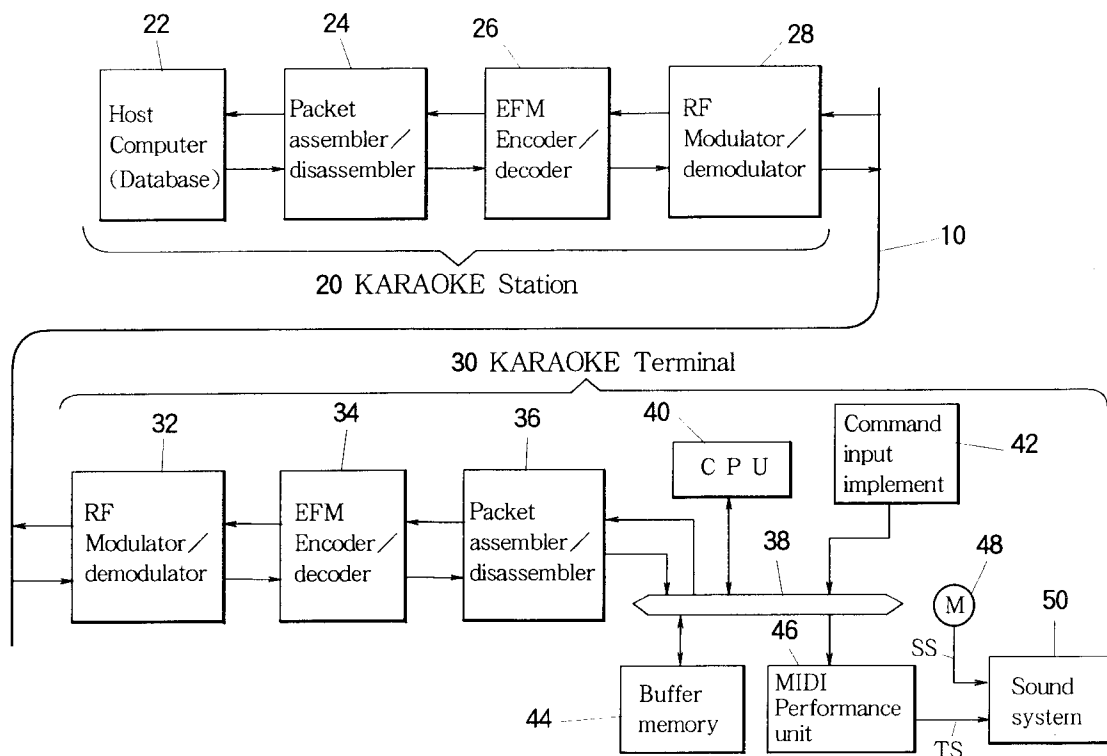 22
24
26
28
Host
Computer
(Database)
Packet
assembler/
disassembler
EFM
Encoder/
decoder
RF
Modulator/
demodulator
10
20 KARAOKE Station
30 KARAOKE Terminal
32
34
36
40
42
RF
Modulator/
demodulator
EFM
Encoder/
decoder
Packet
assembler/
disassembler
CPU
Command
input
implement
38
48
M
46
50
SS
44
Buffer
memory
MIDI
Performance
unit
TS
Sound
system